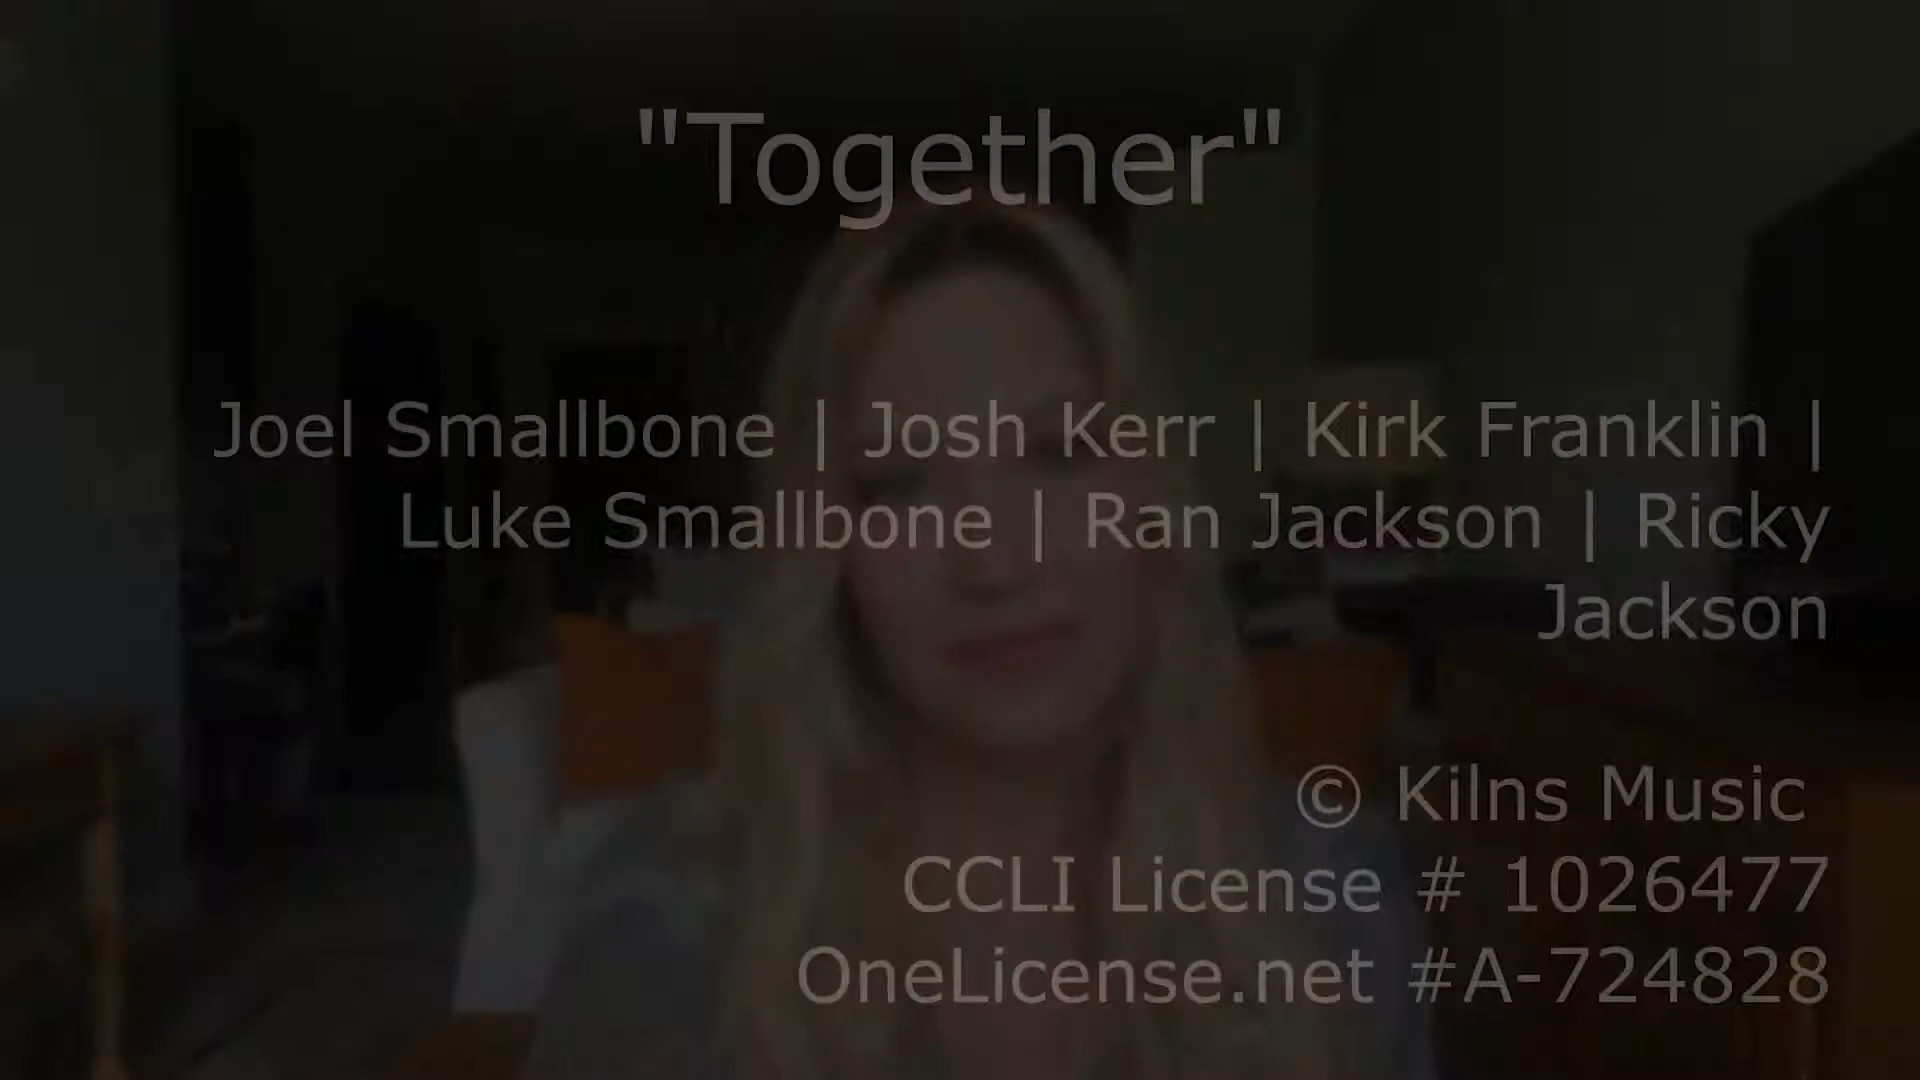 "Together"
Joel Smallbone | Josh Kerr | Kirk Franklin |
Luke Smallbone | Ran Jackson | Ricky
Jackson
© Kilns Music
CCLI License # 1026477
OneLicense.net #A-724828